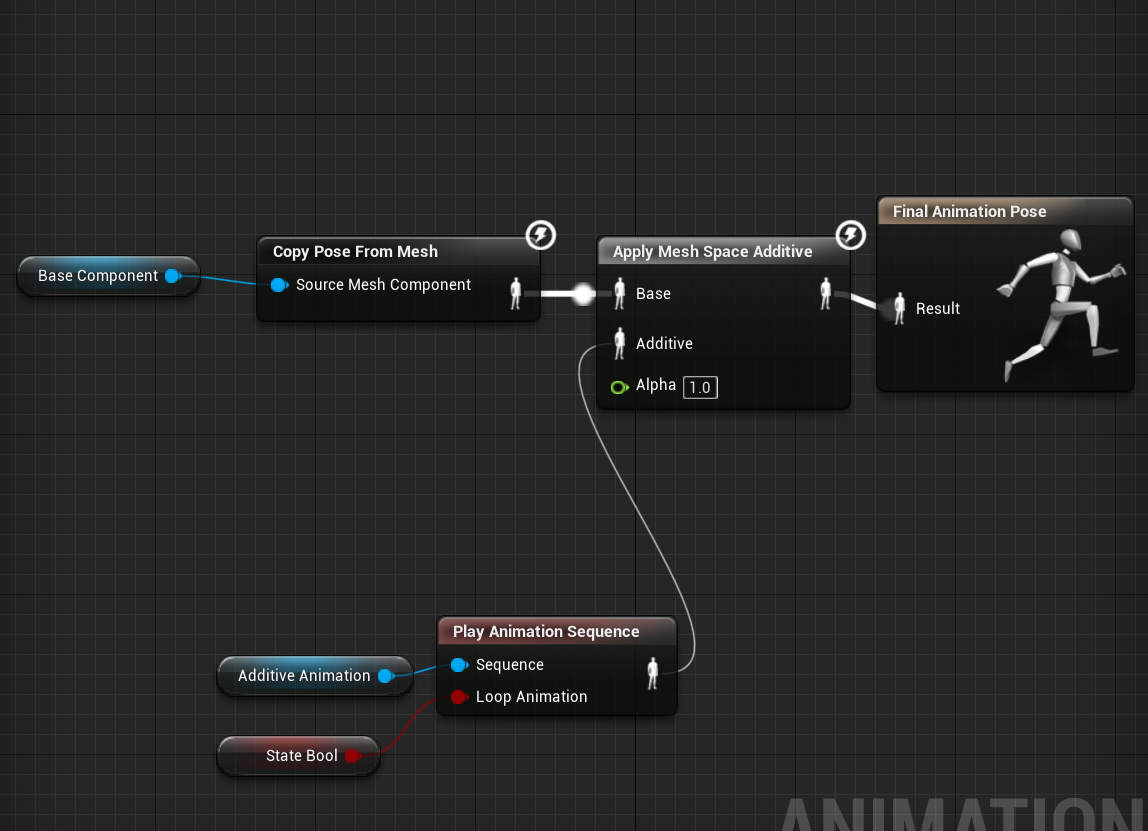 Final Animation Pose
Copy Pose From Mesh
Apply Mesh Space Additive
Base Component
Source Mesh Component
Base
Result
Additive
Alpha 1.0
Play Animation Sequence
Additive Animation
Sequence
Loop Animation
State Bool
ANIMATION